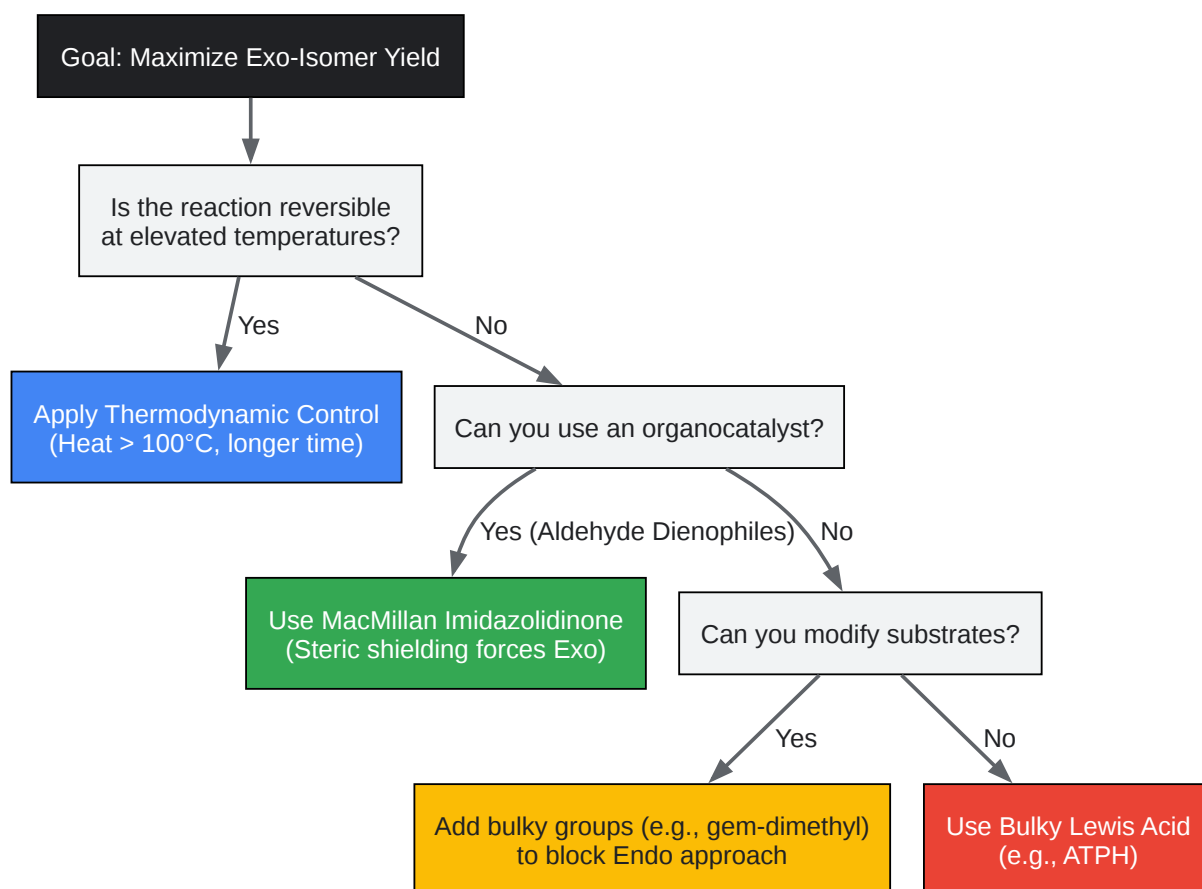 Goal: Maximize Exo-Isomer Yield
Is the reaction reversible
at elevated temperatures?
Yes
No
Apply Thermodynamic Control
(Heat > 100°C, longer time)
Can you use an organocatalyst?
Yes (Aldehyde Dienophiles)
No
Use MacMillan Imidazolidinone
(Steric shielding forces Exo)
Can you modify substrates?
Yes
No
Add bulky groups (e.g., gem-dimethyl)
to block Endo approach
Use Bulky Lewis Acid
(e.g., ATPH)